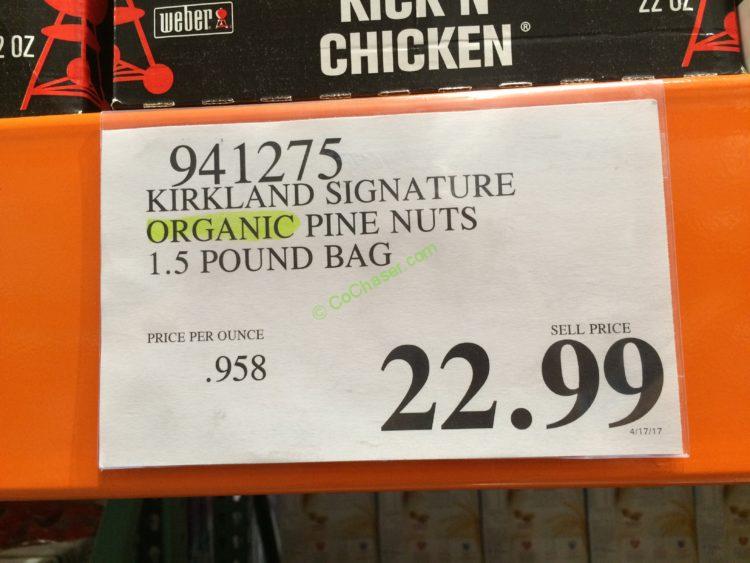 KICK'N
22 OZ
2 OZ
weber
CHICKEN®
941275
KIRKLAND SIGNATURE
ORGANIC PINE NUTS
1.5 POUND BAG
© CoChaser.com
PRICE PER OUNCE
SELL PRICE
.958
22.99
4/17/17